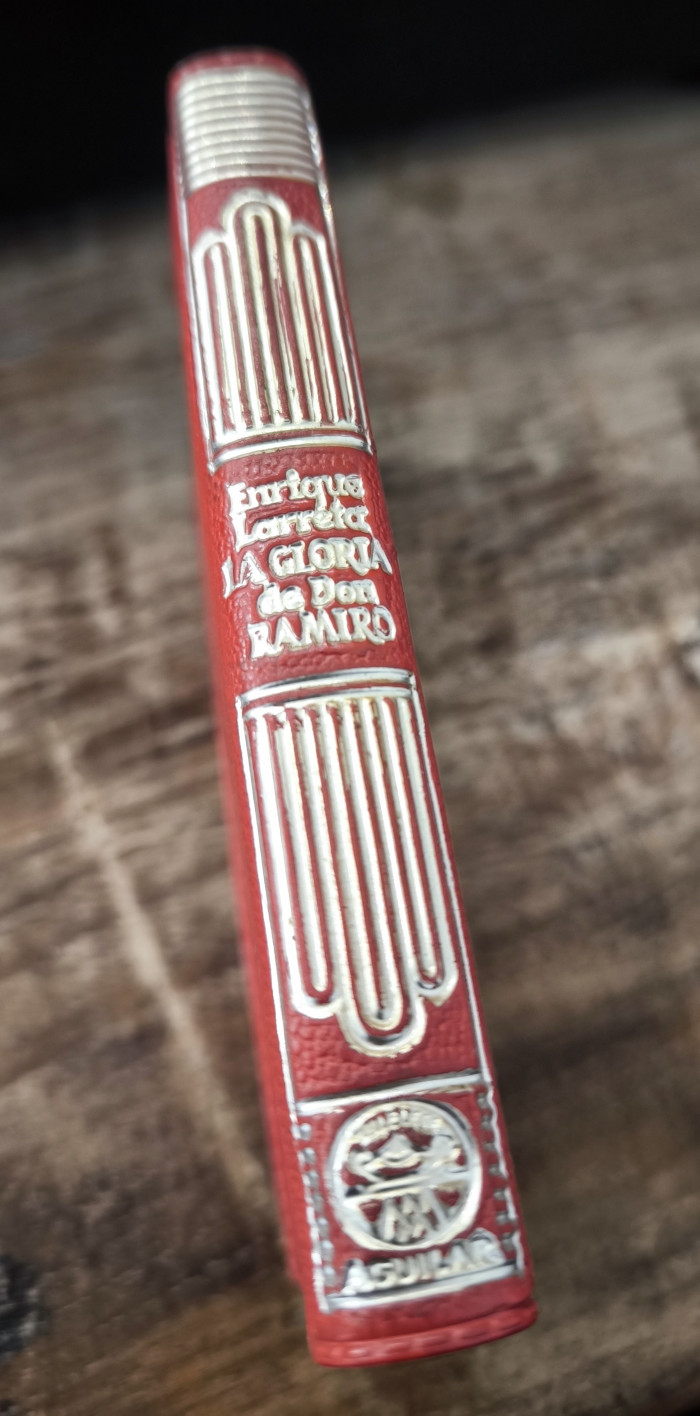 Enrique
Larreta
LA GLORIA
de Don
RAMIRO
AGUILAR